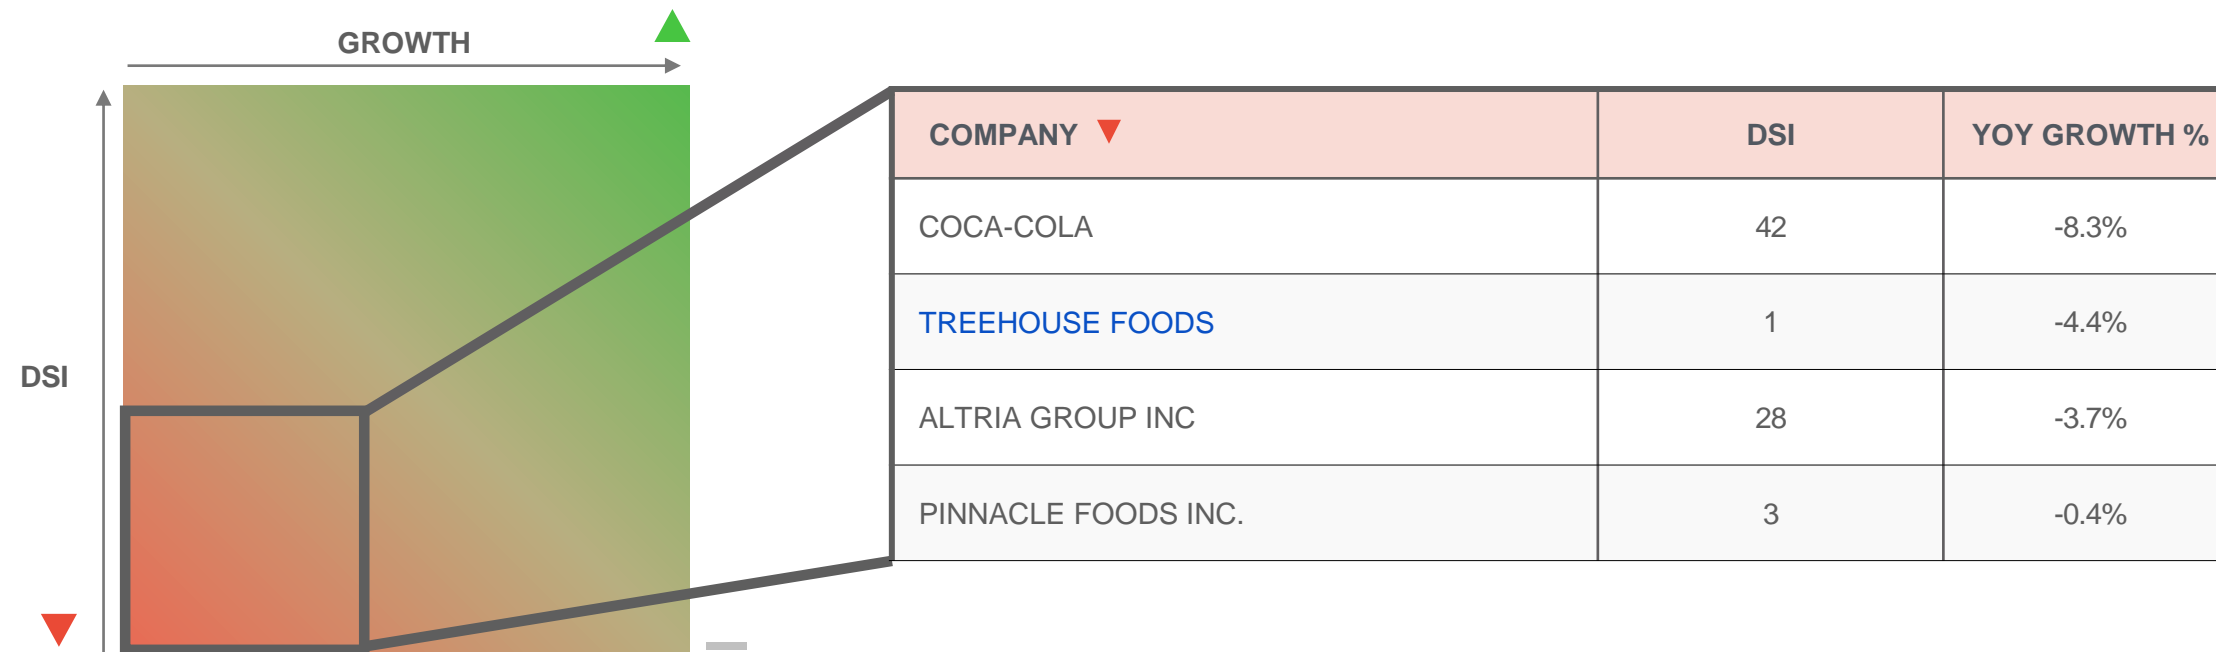 GROWTH
DSI
COMPANY DSI YOY GROWTH %
COCA-COLA 42 -8.3%
TREEHOUSE FOODS 1 -4.4%
ALTRIA GROUP INC 28 -3.7%
PINNACLE FOODS INC. 3 -0.4%